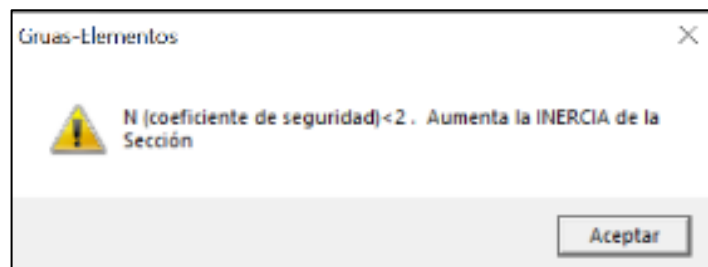 Gruas-Elementos
N (coeficiente de seguridad)<2 . Aumenta la INERCIA de la
Sección
Aceptar